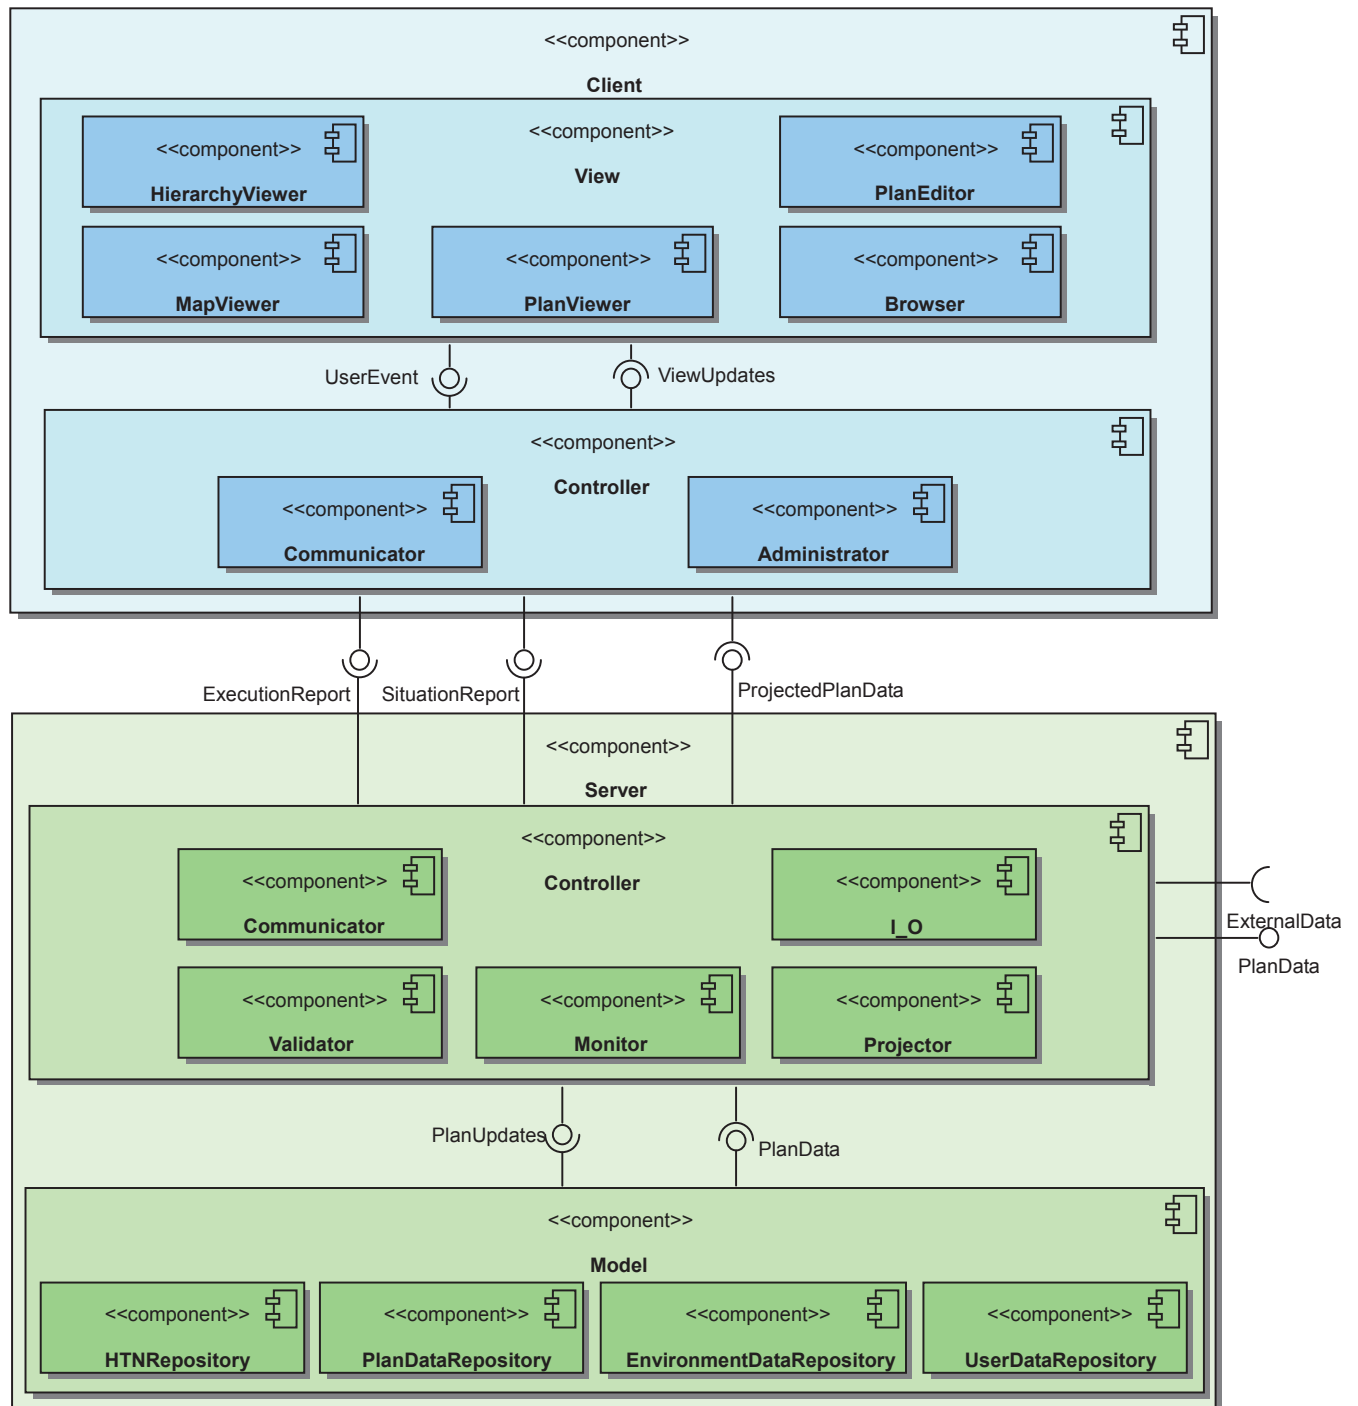 <<component>>
Client
<<component>>
View
<<component>>
HierarchyViewer
<<component>>
PlanEditor
<<component>>
MapViewer
<<component>>
PlanViewer
<<component>>
Browser
UserEvent
ViewUpdates
<<component>>
Controller
<<component>>
Communicator
<<component>>
Administrator
ExecutionReport
SituationReport
ProjectedPlanData
<<component>>
Server
<<component>>
Controller
<<component>>
Communicator
<<component>>
I_O
ExternalData
PlanData
<<component>>
Validator
<<component>>
Monitor
<<component>>
Projector
PlanUpdates
PlanData
<<component>>
Model
<<component>>
HTNRepository
<<component>>
PlanDataRepository
<<component>>
EnvironmentDataRepository
<<component>>
UserDataRepository